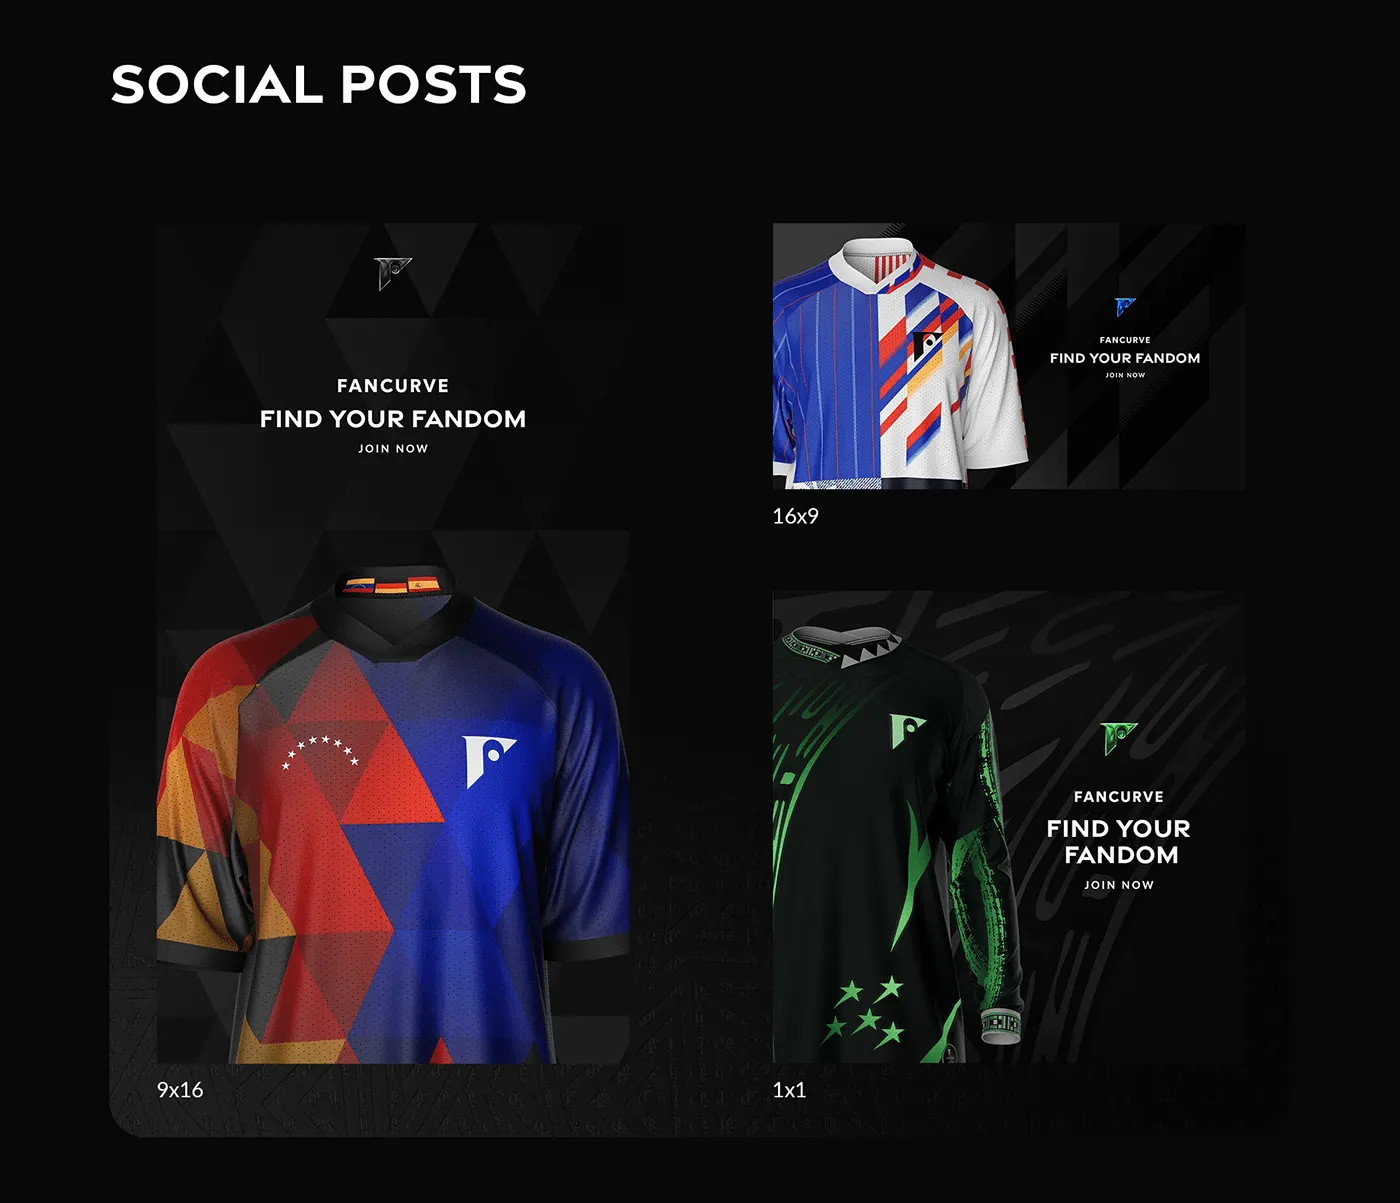 SOCIAL POSTS
FANCURVE
FIND YOUR FANDOM
JOIN NOW
9x16
FANCURVE
FIND YOUR FANDOM
JOIN NOW
16x9
FANCURVE
FIND YOUR
FANDOM
JOIN NOW
1x1